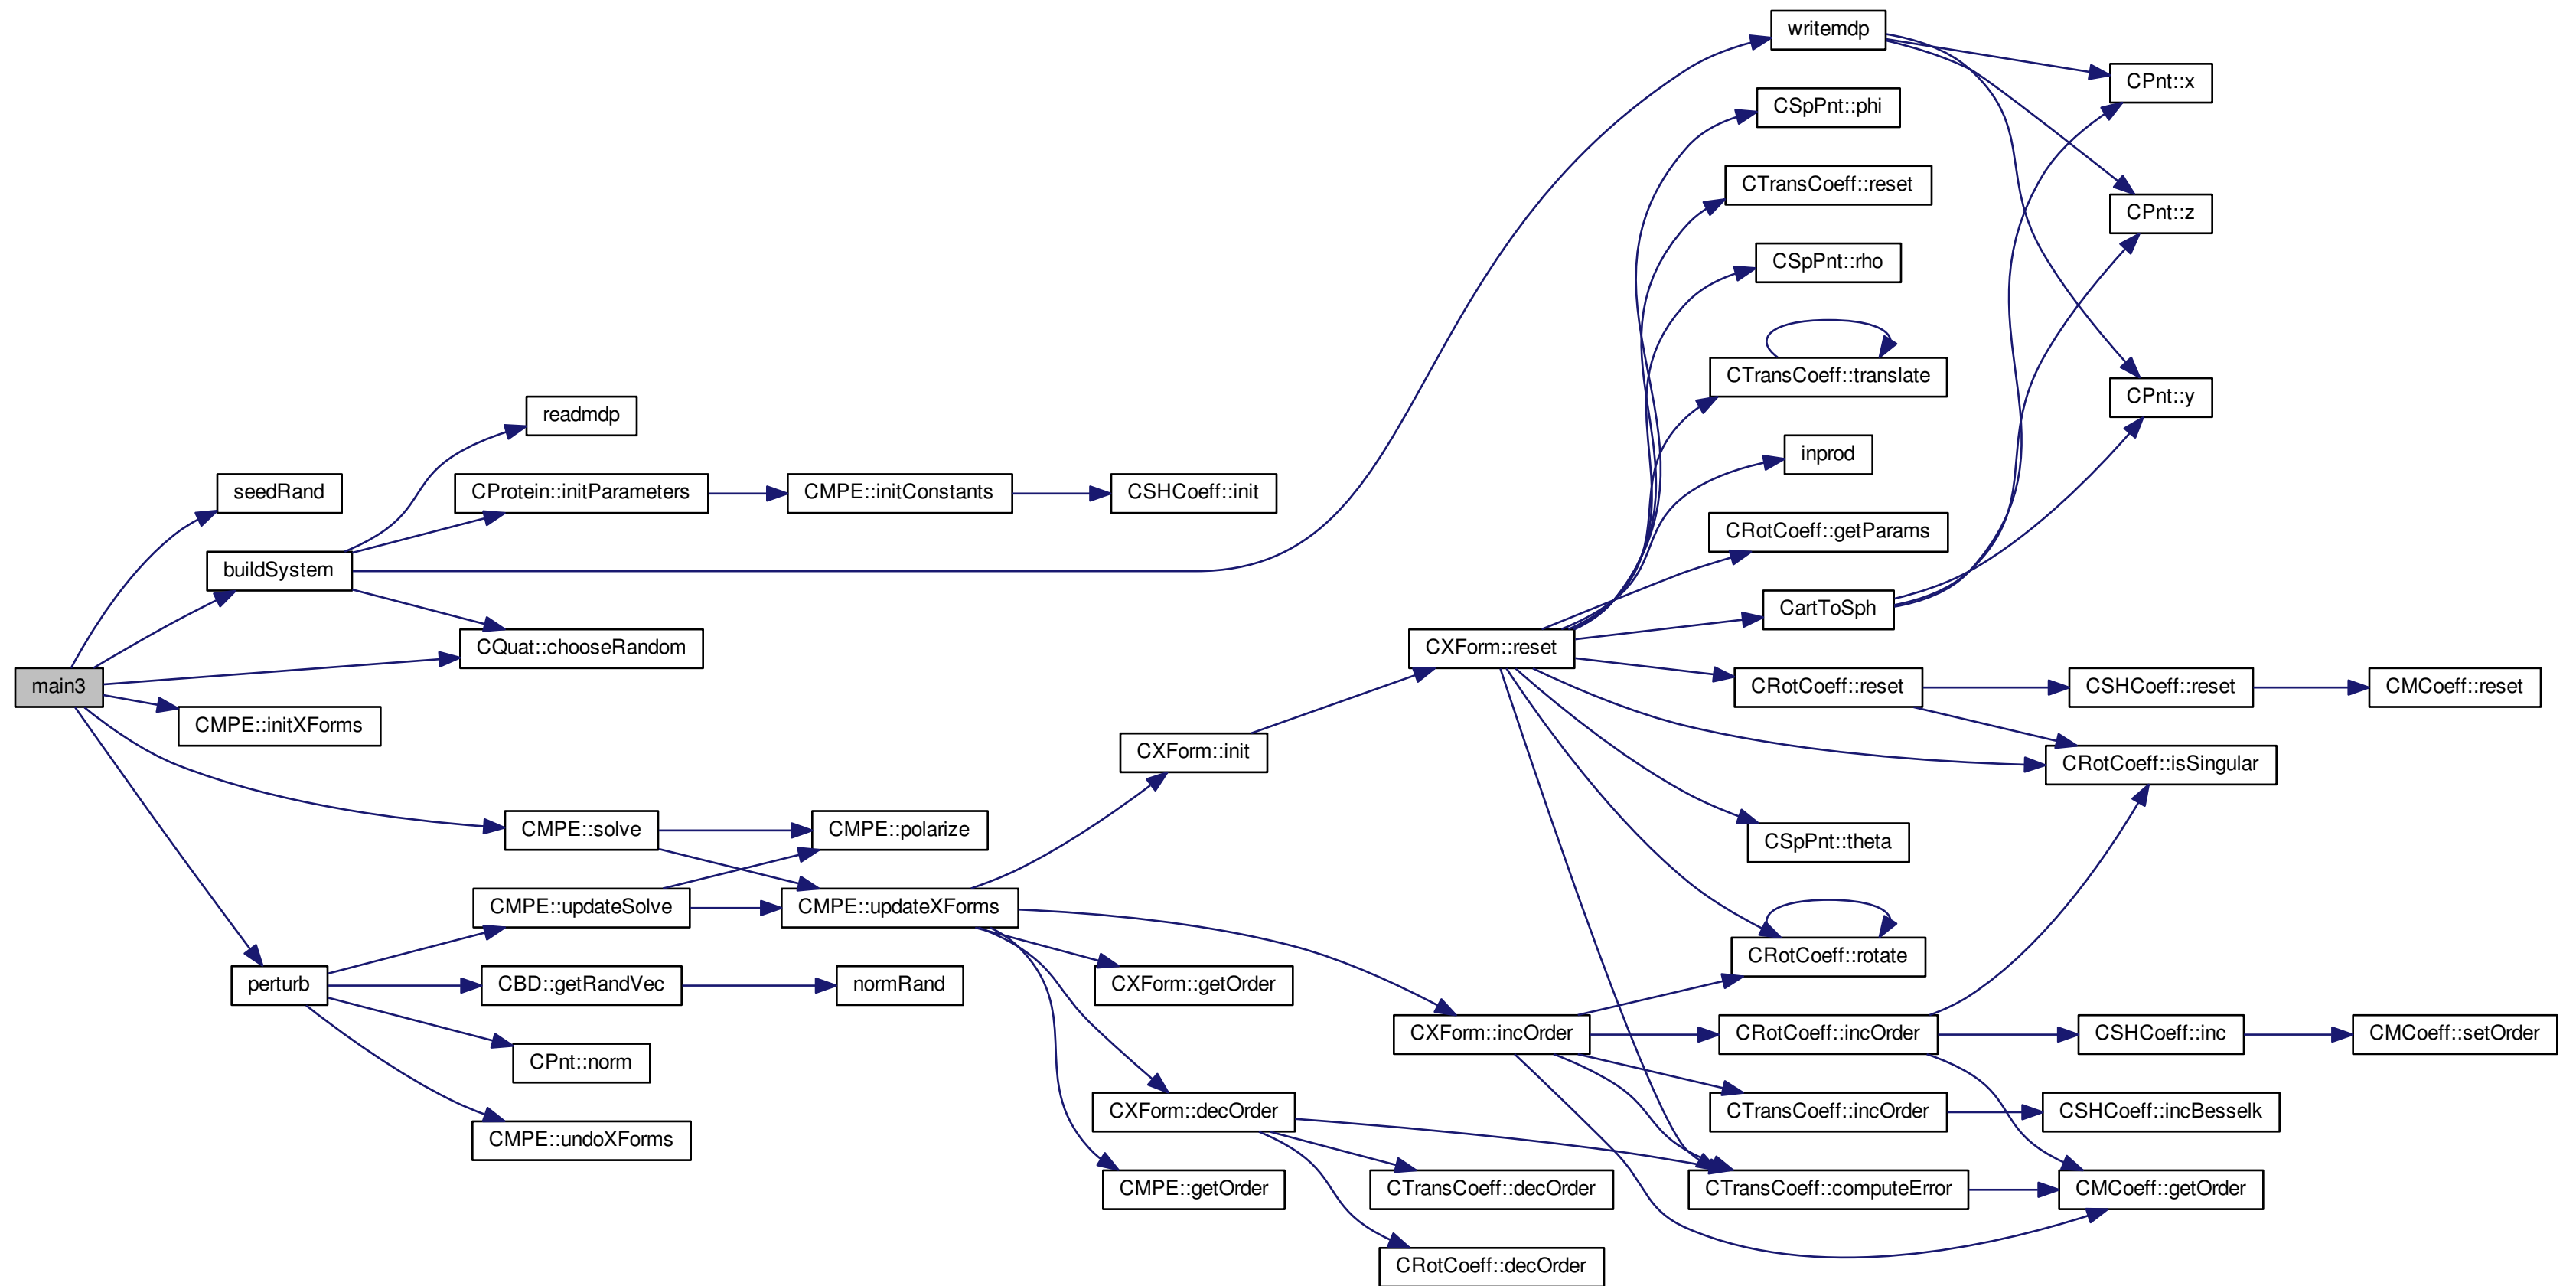 writemdp
CPnt::x
CSpPnt::phi
CTransCoeff::reset
CPnt::z
CSpPnt::rho
CTransCoeff::translate
CPnt::y
readmdp
inprod
seedRand
CProtein::initParameters
CMPE::initConstants
CSHCoeff::init
CRotCoeff::getParams
buildSystem
CartToSph
CQuat::chooseRandom
CXForm::reset
main3
CRotCoeff::reset
CSHCoeff::reset
CMCoeff::reset
CMPE::initXForms
CXForm::init
CRotCoeff::isSingular
CMPE::solve
CMPE::polarize
CSpPnt::theta
CMPE::updateSolve
CMPE::updateXForms
CRotCoeff::rotate
perturb
CBD::getRandVec
normRand
CXForm::getOrder
CXForm::incOrder
CRotCoeff::incOrder
CSHCoeff::inc
CMCoeff::setOrder
CPnt::norm
CXForm::decOrder
CTransCoeff::incOrder
CSHCoeff::incBesselk
CMPE::undoXForms
CMPE::getOrder
CTransCoeff::decOrder
CTransCoeff::computeError
CMCoeff::getOrder
CRotCoeff::decOrder